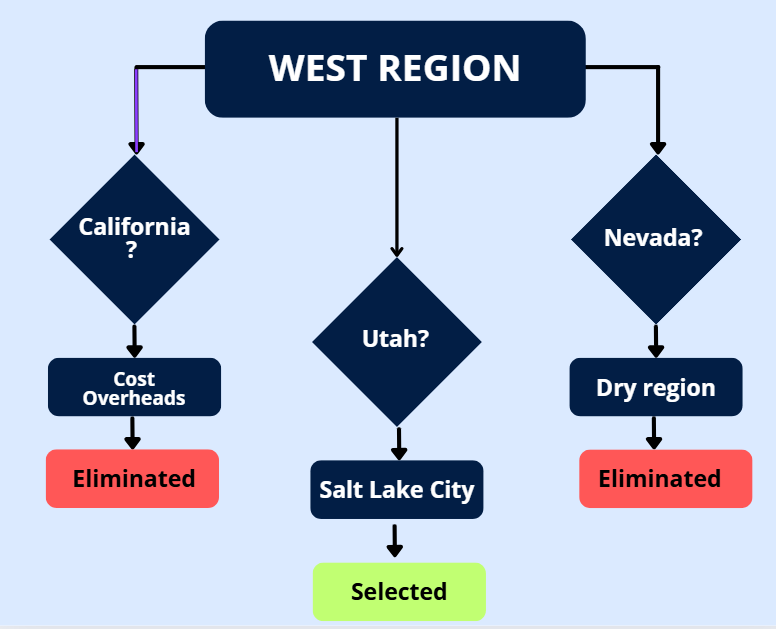 WEST REGION
California
?
Nevada?
Utah?
Cost
Overheads
Dry region
Eliminated
Eliminated
Salt Lake City
Selected